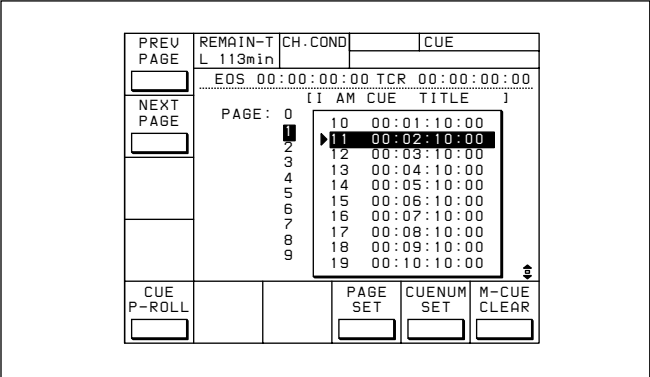 PREV PAGE
REMAIN-T
L 113min
CH.COND
CUE
EOS 00:00:00:00 TCR 00:00:00:00
[I AM CUE TITLE ]
NEXT PAGE
PAGE: 0
1
2
3
4
5
6
7
8
9
10 00:01:10:00
11 00:02:10:00
12 00:03:10:00
13 00:04:10:00
14 00:05:10:00
15 00:06:10:00
16 00:07:10:00
17 00:08:10:00
18 00:09:10:00
19 00:10:10:00
CUE
P-ROLL
PAGE
SET
CUENUM
SET
M-CUE
CLEAR